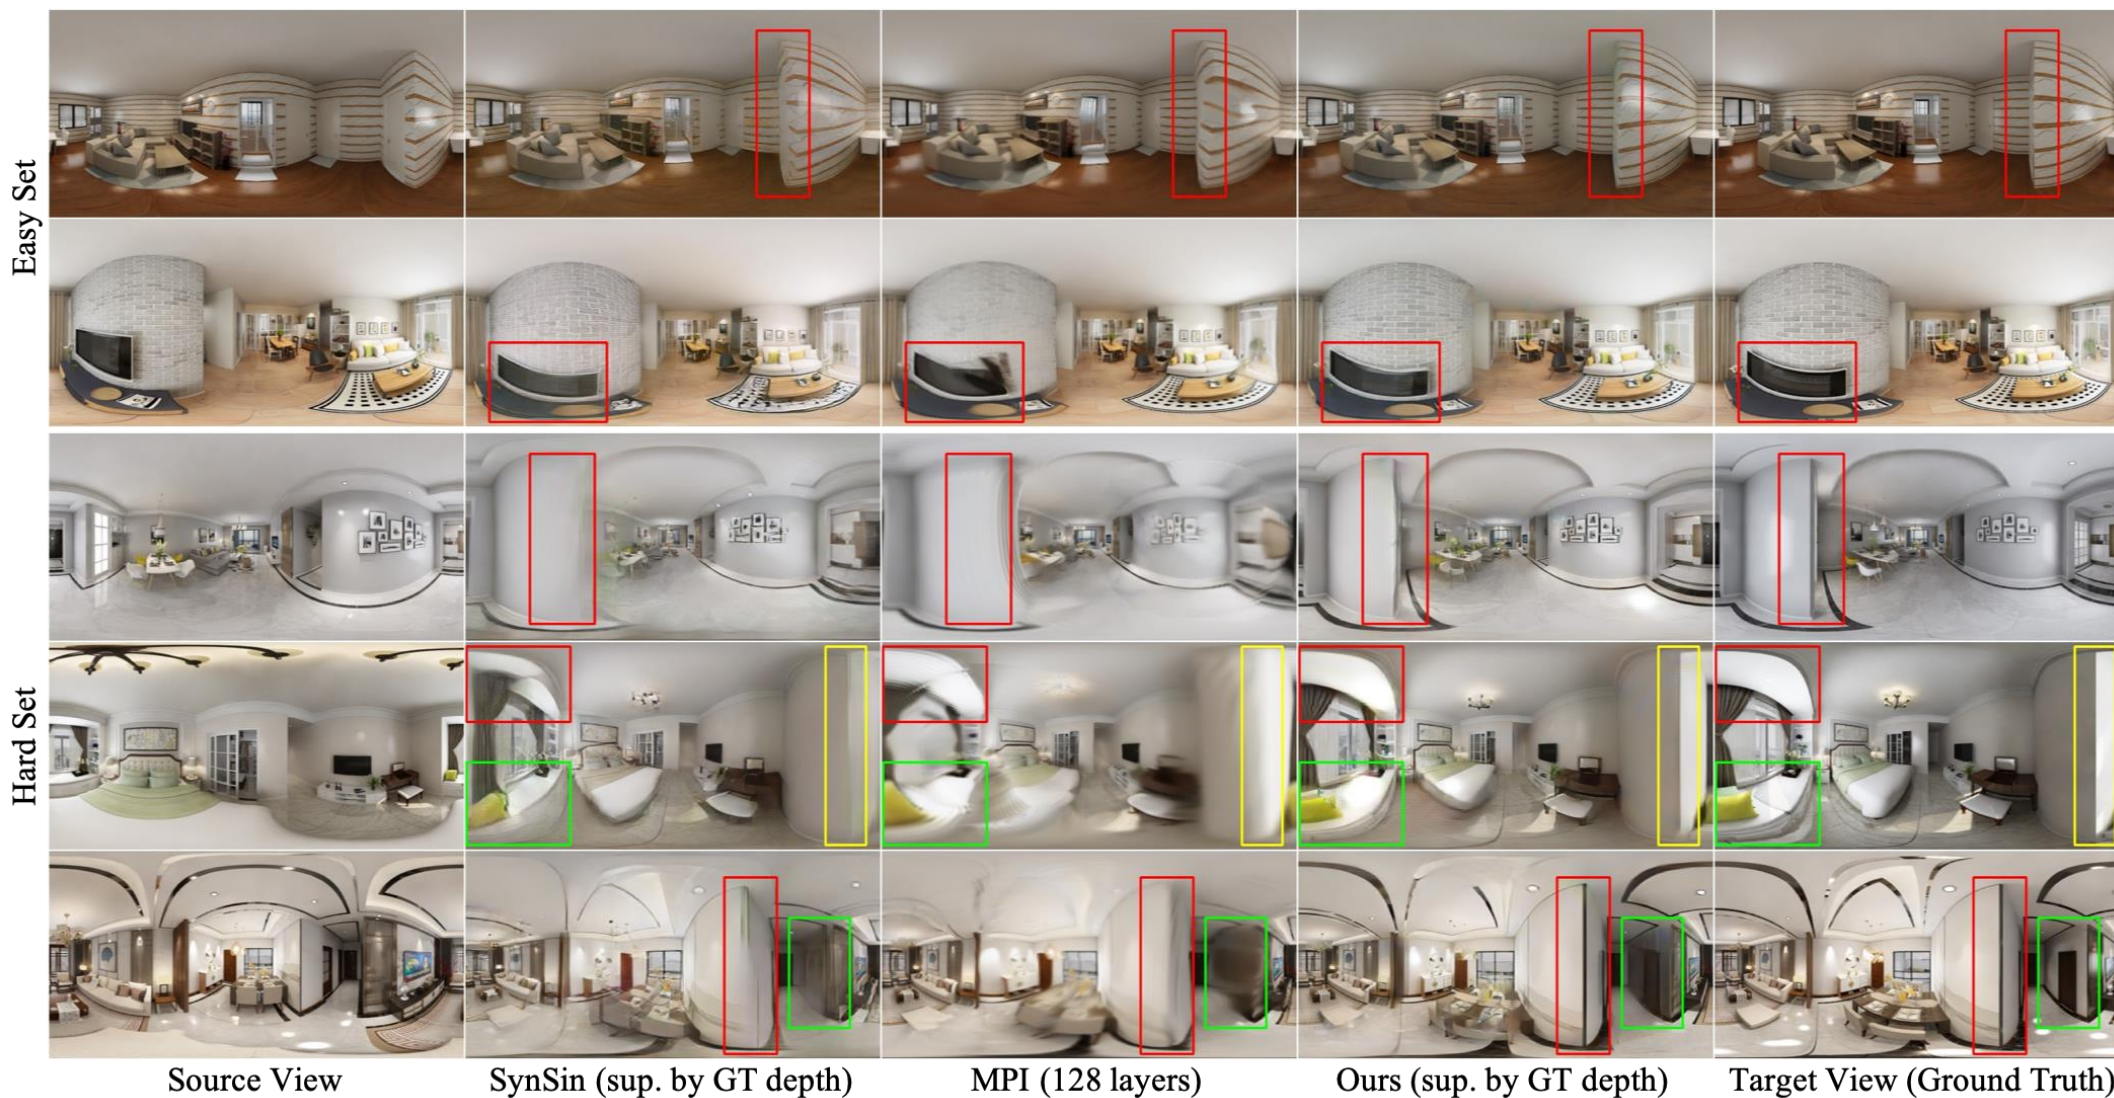 Easy Set
Hard Set
Source View
SynSin (sup. by GT depth)
MPI (128 layers)
Ours (sup. by GT depth)
Target View (Ground Truth)